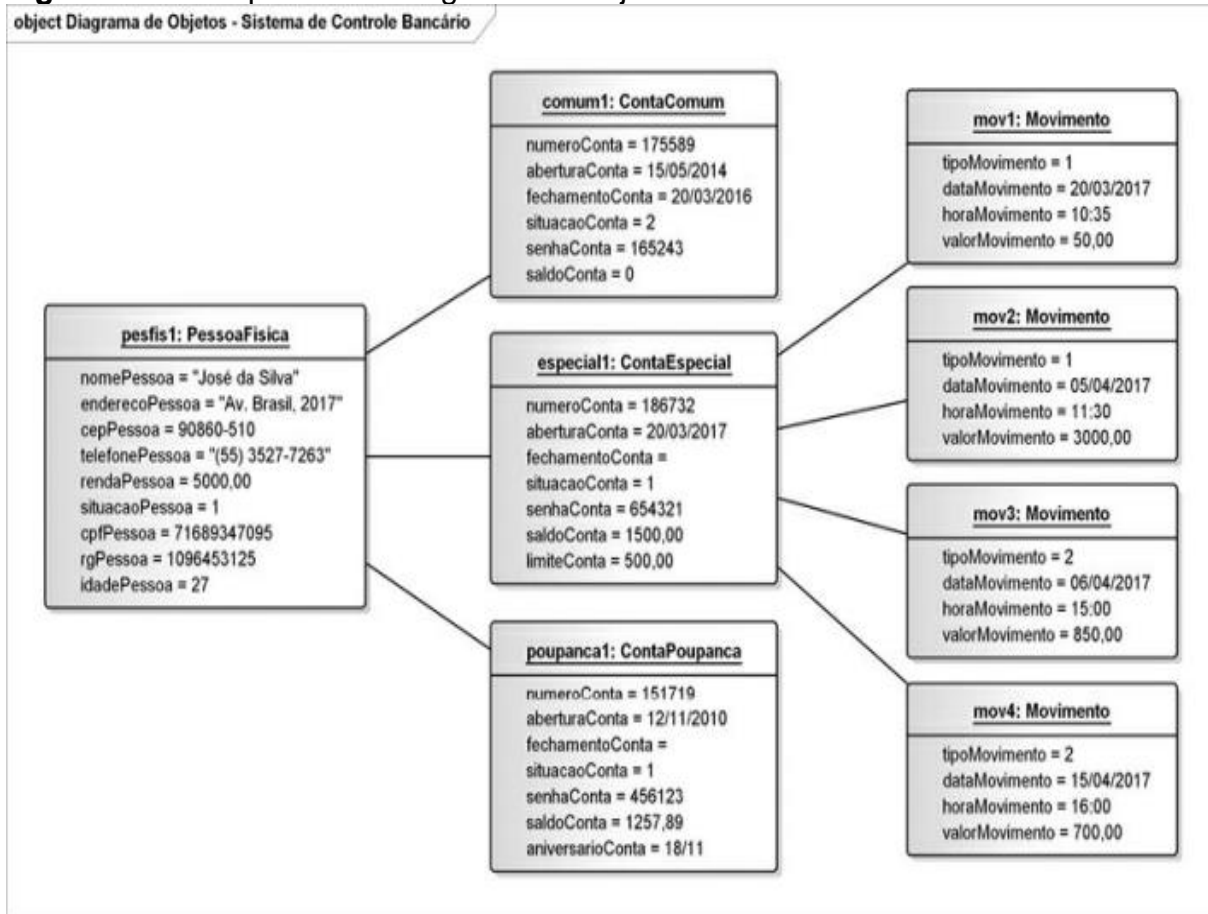 object Diagrama de Objetos - Sistema de Controle Bancário
pesfis1: PessoaFisica
nomePessoa = "José da Silva"
enderecoPessoa = "Av. Brasil, 2017"
cepPessoa = 90860-510
telefonePessoa = "(55) 3527-7263"
rendaPessoa = 5000,00
situacaoPessoa = 1
cpfPessoa = 71689347095
rgPessoa = 1096453125
idadePessoa = 27
comum1: ContaComum
numeroConta = 175589
aberturaConta = 15/05/2014
fechamentoConta = 20/03/2016
situacaoConta = 2
senhaConta = 165243
saldoConta = 0
especial1: ContaEspecial
numeroConta = 186732
aberturaConta = 20/03/2017
fechamentoConta =
situacaoConta = 1
senhaConta = 654321
saldoConta = 1500,00
limiteConta = 500,00
poupanca1: ContaPoupanca
numeroConta = 151719
aberturaConta = 12/11/2010
fechamentoConta =
situacaoConta = 1
senhaConta = 456123
saldoConta = 1257,89
aniversarioConta = 18/11
mov1: Movimento
tipoMovimento = 1
dataMovimento = 20/03/2017
horaMovimento = 10:35
valorMovimento = 50,00
mov2: Movimento
tipoMovimento = 1
dataMovimento = 05/04/2017
horaMovimento = 11:30
valorMovimento = 3000,00
mov3: Movimento
tipoMovimento = 2
dataMovimento = 06/04/2017
horaMovimento = 15:00
valorMovimento = 850,00
mov4: Movimento
tipoMovimento = 2
dataMovimento = 15/04/2017
horaMovimento = 16:00
valorMovimento = 700,00